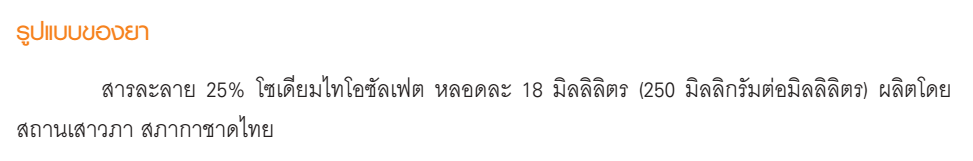 รูปแบบของยา
สารละลาย 25% โซเดียมไทโอซัลเฟต หลอดละ 18 มิลลิลิตร (250 มิลลิกรัมต่อมิลลิลิตร) ผลิตโดย
สถานเสาวภา สภากาชาดไทย